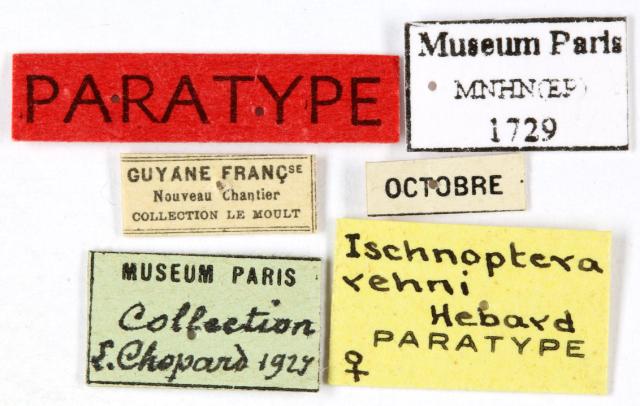 PARATYPE
Museum Paris
MNHN(EP)
1729
GUYANE FRANÇSE
Nouveau Chantier
COLLECTION LE MOULT
OCTOBRE
MUSEUM PARIS
Collection
L. Chopard 1927
Ischnoptera
rehni
Hebard
PARATYPE
♀